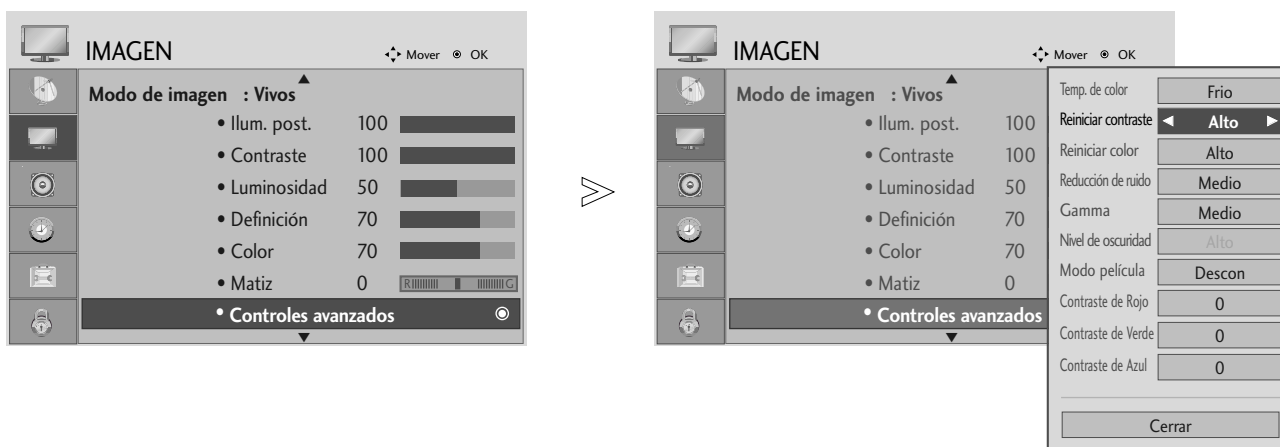 IMAGEN
Mover OK
Modo de imagen : Vivos
• Ilum. post. 100
• Contraste 100
• Luminosidad 50
• Definición 70
• Color 70
• Matiz 0 R G
• Controles avanzados
IMAGEN
Mover OK
Modo de imagen : Vivos
• Ilum. post. 100
• Contraste 100
• Luminosidad 50
• Definición 70
• Color 70
• Matiz 0
• Controles avanzados
Temp. de color Frio
Reiniciar contraste Alto
Reiniciar color Alto
Reducción de ruido Medio
Gamma Medio
Nivel de oscuridad Alto
Modo película Descon
Contraste de Rojo 0
Contraste de Verde 0
Contraste de Azul 0
Cerrar